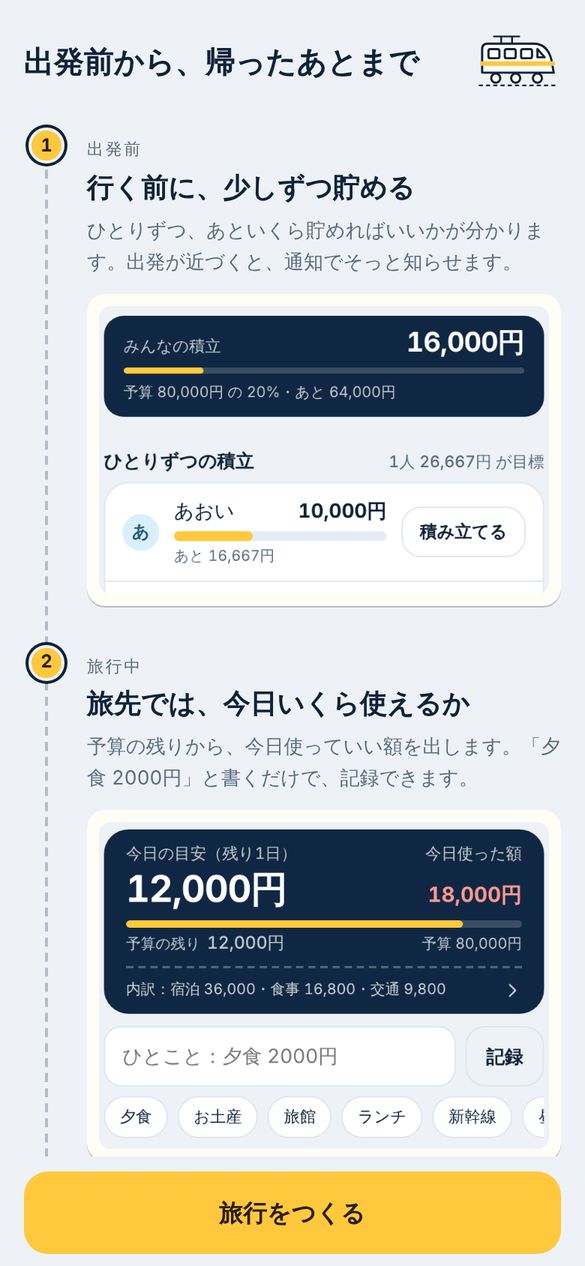 出発前から、帰ったあとまで
1
出発前
行く前に、少しずつ貯める
ひとりずつ、あといくら貯めればいいかが分かりま
す。出発が近づくと、通知でそっと知らせます。
みんなの積立 16,000円
予算 80,000円 の 20%・あと 64,000円
ひとりずつの積立 1人 26,667円 が目標
あ あおい 10,000円 積み立てる
あと 16,667円
2
旅行中
旅先では、今日いくら使えるか
予算の残りから、今日使っていい額を出します。「夕
食 2000円」と書くだけで、記録できます。
今日の目安（残り1日） 今日使った額
12,000円 18,000円
予算の残り 12,000円 予算 80,000円
内訳：宿泊 36,000・食事 16,800・交通 9,800
ひとこと：夕食 2000円 記録
夕食 お土産 旅館 ランチ 新幹線
旅行をつくる